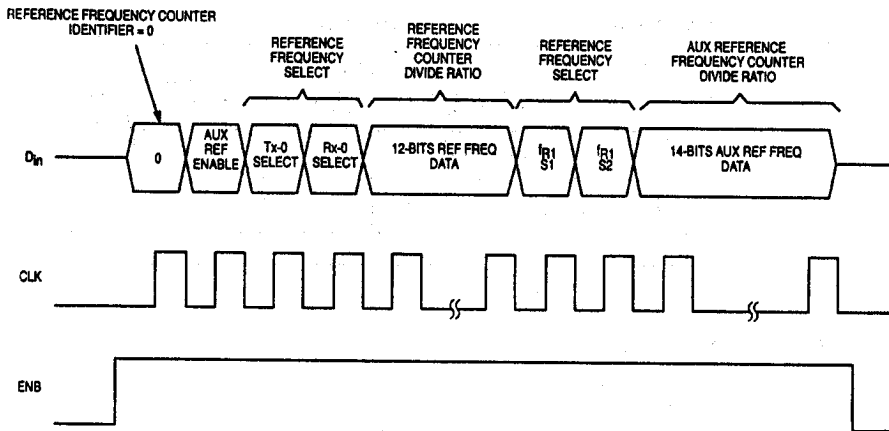 REFERENCE FREQUENCY COUNTER
IDENTIFIER = 0
REFERENCE
FREQUENCY
SELECT
REFERENCE
FREQUENCY
COUNTER
DIVIDE RATIO
REFERENCE
FREQUENCY
SELECT
AUX REFERENCE
FREQUENCY COUNTER
DIVIDE RATIO
Din
0
AUX
REF
ENABLE
Tx-0
SELECT
Rx-0
SELECT
12-BITS REF FREQ
DATA
fR1
S1
fR1
S2
14-BITS AUX REF FREQ
DATA
CLK
ENB